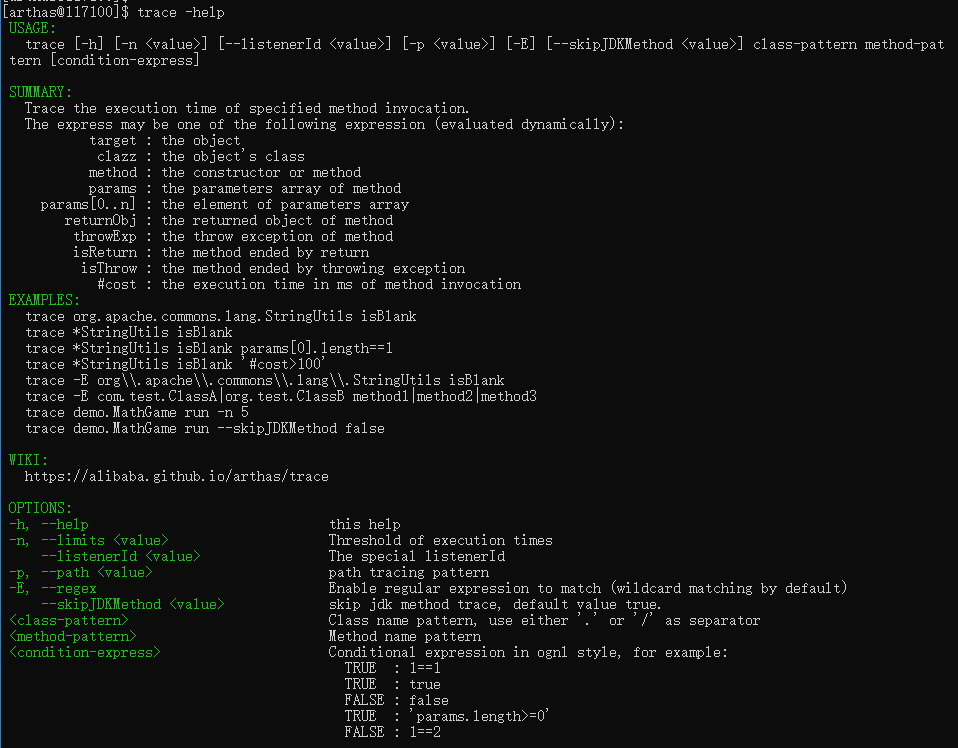 [arthas@117100]$ trace -help
USAGE:
  trace [-h] [-n <value>] [--listenerId <value>] [-p <value>] [-E] [--skipJDKMethod <value>] class-pattern method-pat
tern [condition-express]
SUMMARY:
  Trace the execution time of specified method invocation.
  The express may be one of the following expression (evaluated dynamically):
          target : the object
           clazz : the object's class
          method : the constructor or method
          params : the parameters array of method
    params[0..n] : the element of parameters array
       returnObj : the returned object of method
        throwExp : the throw exception of method
        isReturn : the method ended by return
         isThrow : the method ended by throwing exception
           #cost : the execution time in ms of method invocation
EXAMPLES:
  trace org.apache.commons.lang.StringUtils isBlank
  trace *StringUtils isBlank
  trace *StringUtils isBlank params[0].length==1
  trace *StringUtils isBlank '#cost>100'
  trace -E org\\.apache\\.commons\\.lang\\.StringUtils isBlank
  trace -E com.test.ClassA|org.test.ClassB method1|method2|method3
  trace demo.MathGame run -n 5
  trace demo.MathGame run --skipJDKMethod false
WIKI:
  https://alibaba.github.io/arthas/trace
OPTIONS:
-h, --help                              this help
-n, --limits <value>                    Threshold of execution times
    --listenerId <value>                The special listenerId
-p, --path <value>                      path tracing pattern
-E, --regex                             Enable regular expression to match (wildcard matching by default)
    --skipJDKMethod <value>             skip jdk method trace, default value true.
<class-pattern>                         Class name pattern, use either '.' or '/' as separator
<method-pattern>                        Method name pattern
<condition-express>                     Conditional expression in ognl style, for example:
                                          TRUE  : 1==1
                                          TRUE  : true
                                          FALSE : false
                                          TRUE  : 'params.length>=0'
                                          FALSE : 1==2